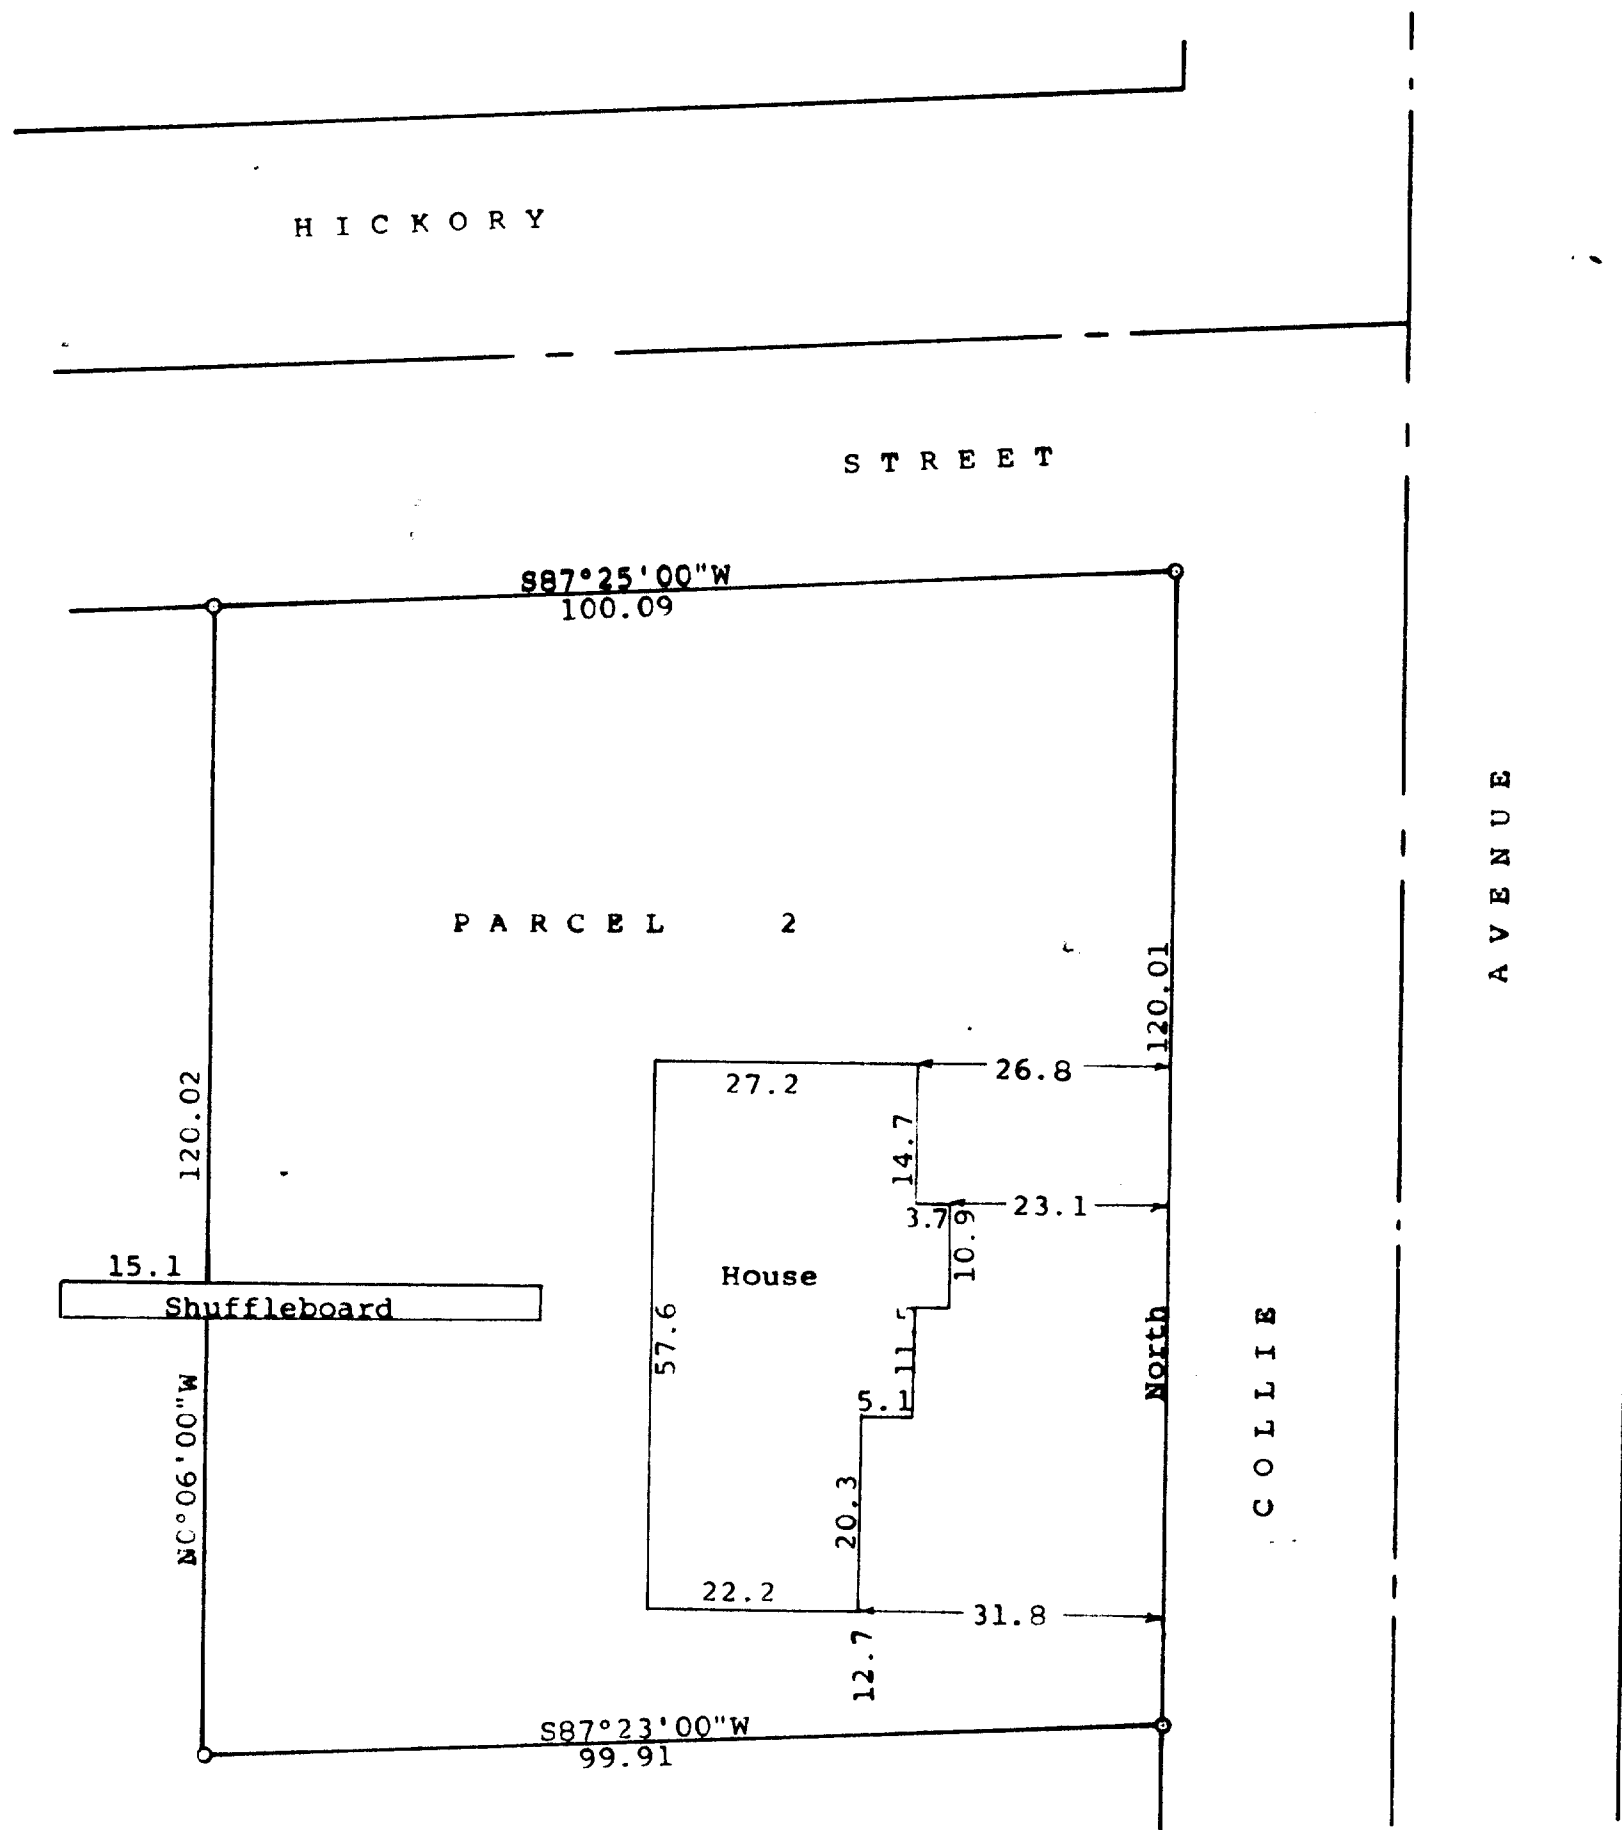 HICKORY
STREET
S87°25'00"W
100.09
AVENUE
PARCEL 2
120.01
26.8
27.2
120.02
14.7
23.1
3.7
10.9
15.1
House
Shuffleboard
57.6
North
COLLIE
11.
5.1
N0°06'00"W
20.3
22.2
31.8
12.7
S87°23'00"W
99.91